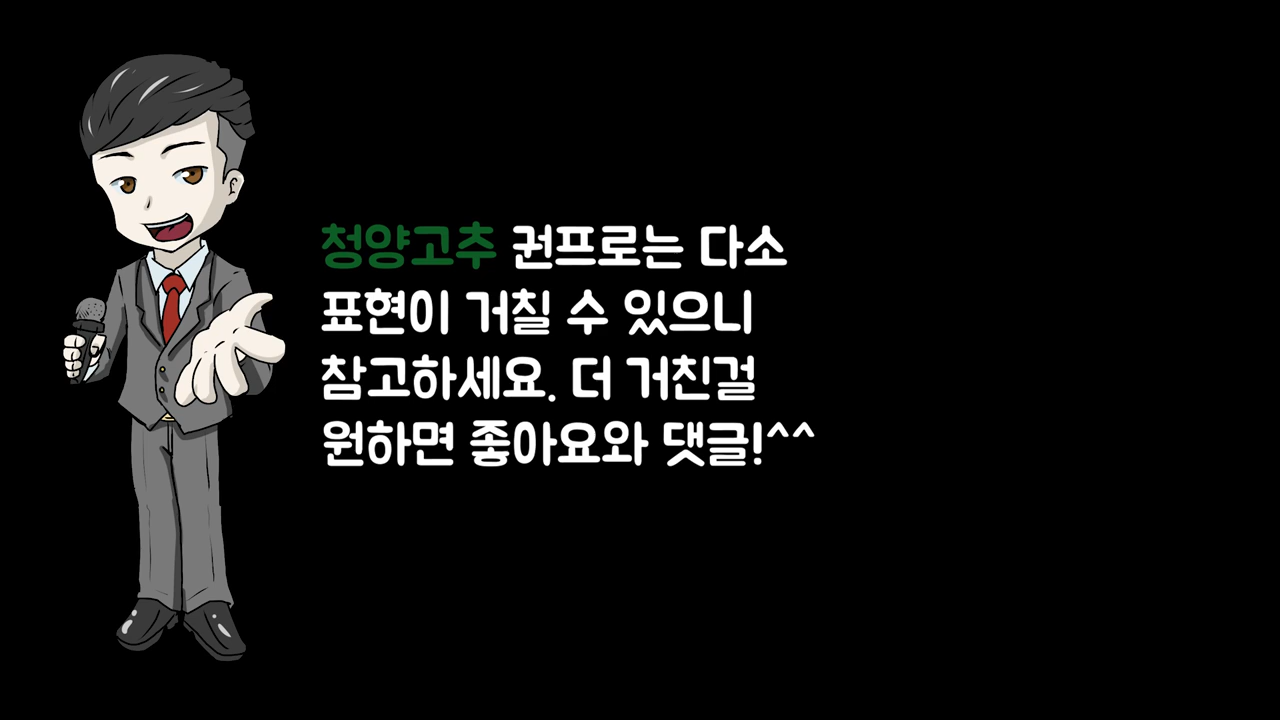 청양고추 권프로는 다소
표현이 거칠 수 있으니
참고하세요. 더 거친걸
원하면 좋아요와 댓글!^^